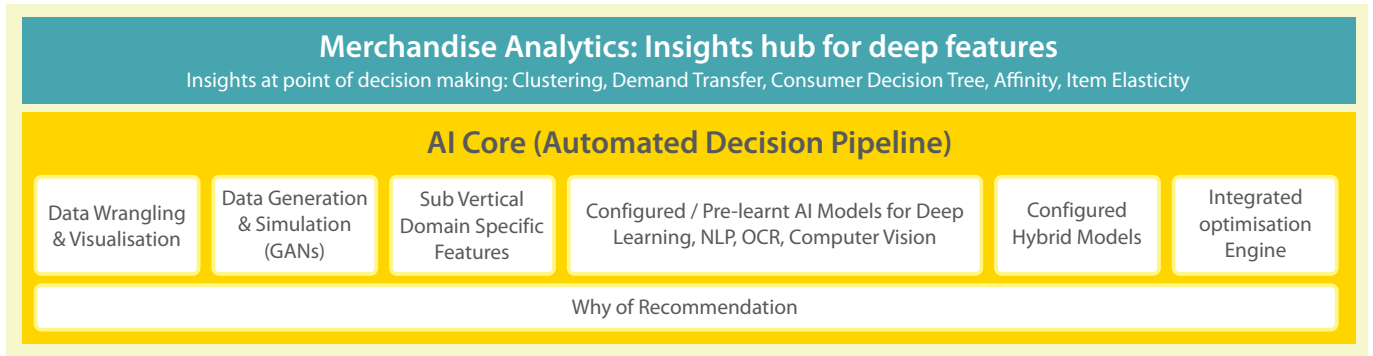 Merchandise Analytics: Insights hub for deep features
Insights at point of decision making: Clustering, Demand Transfer, Consumer Decision Tree, Affinity, Item Elasticity
AI Core (Automated Decision Pipeline)
Data Wrangling
& Visualisation
Data Generation
& Simulation
(GANs)
Sub Vertical
Domain Specific
Features
Configured / Pre-learnt AI Models for Deep
Learning, NLP, OCR, Computer Vision
Configured
Hybrid Models
Integrated
optimisation
Engine
Why of Recommendation